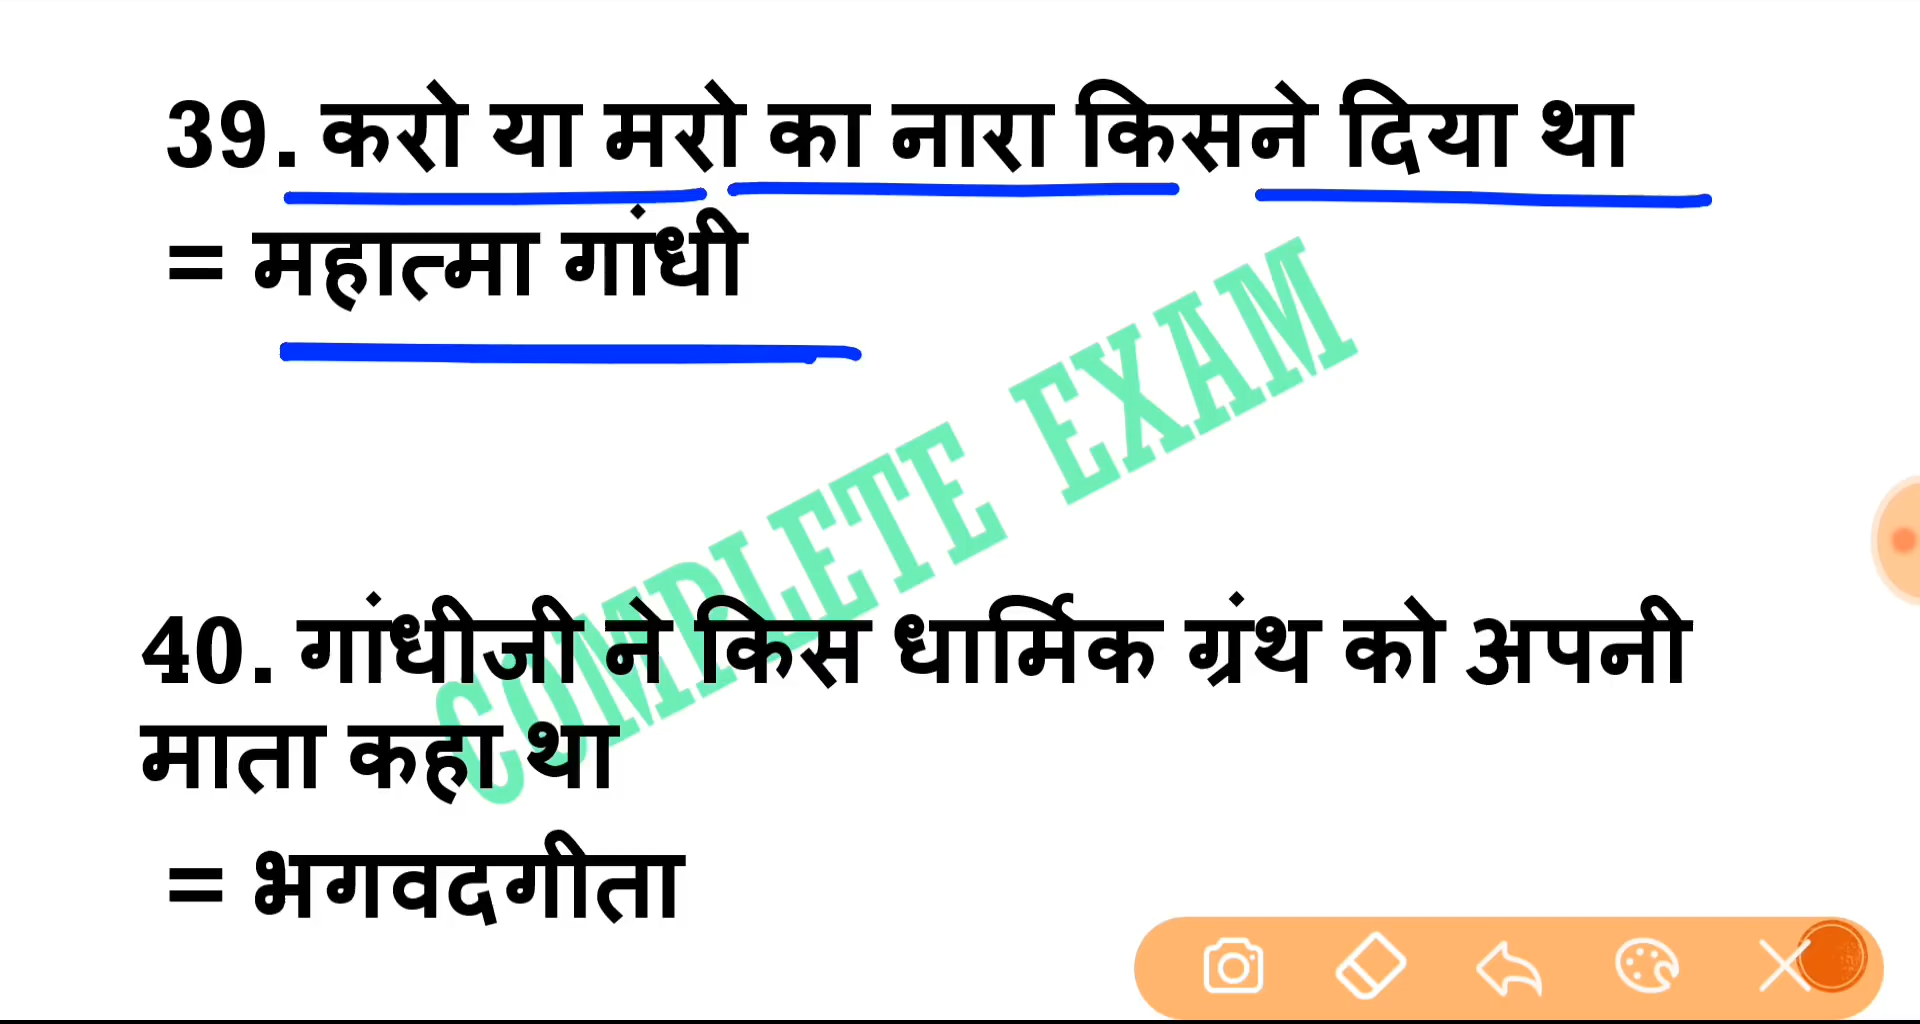 39. करो या मरो का नारा किसने दिया था
= महात्मा गांधी
COMPLETE EXAM
40. गांधीजी ने किस धार्मिक ग्रंथ को अपनी
माता कहा था
= भगवदगीता